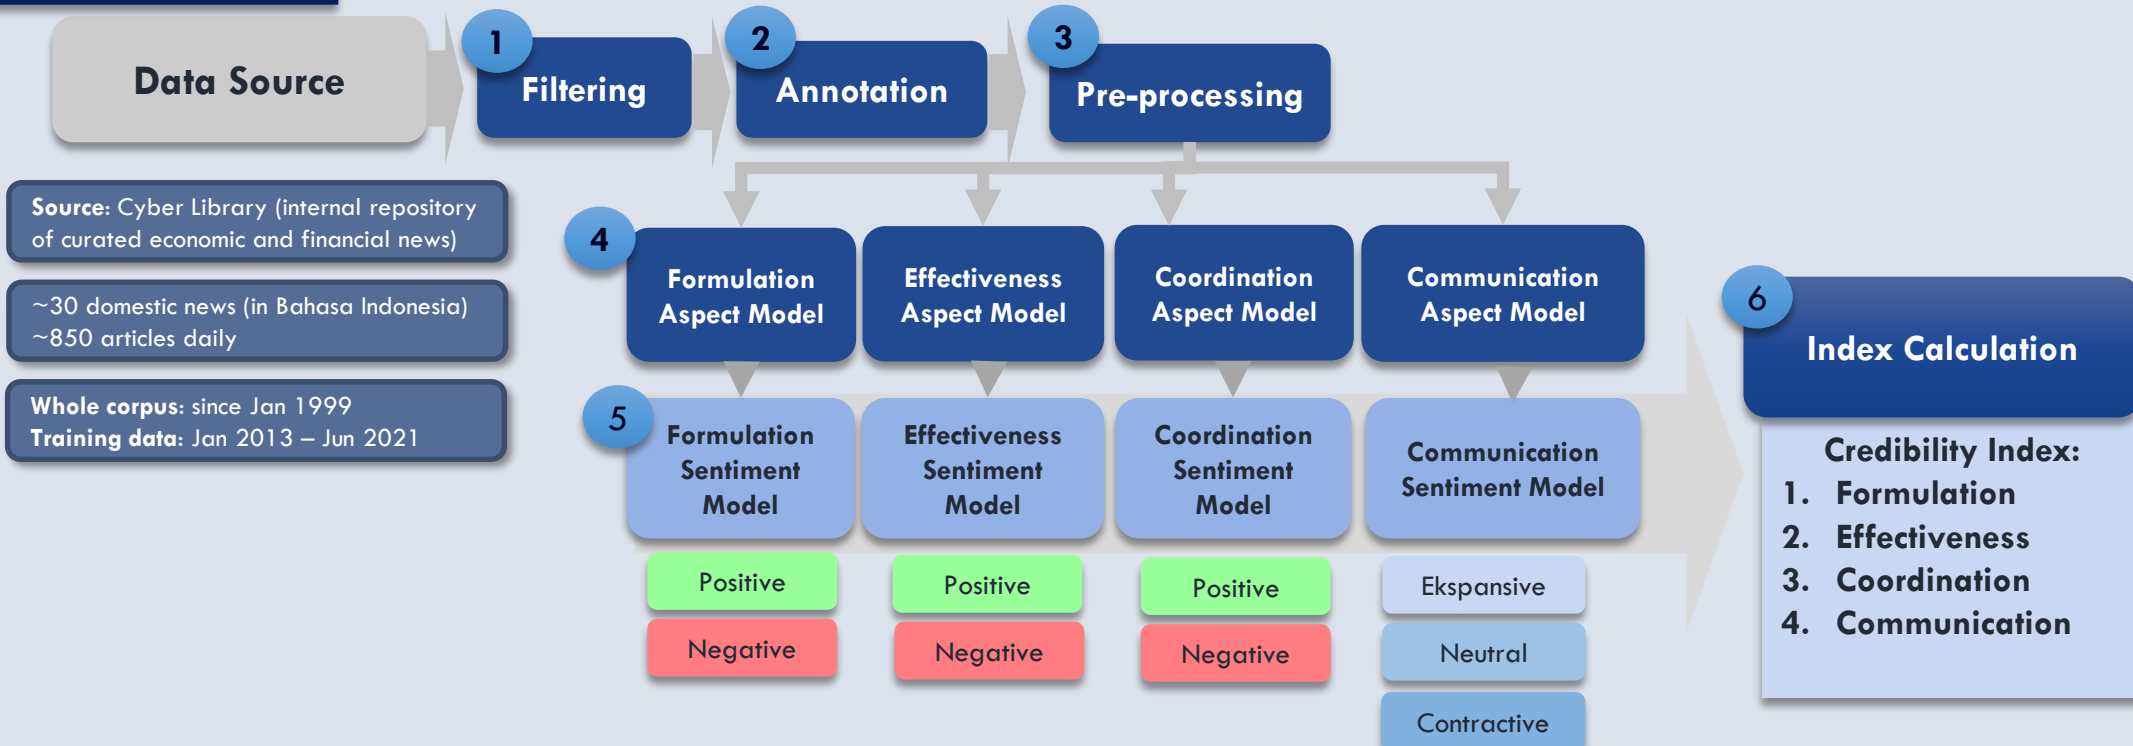 Data Source
1
Filtering
2
Annotation
3
Pre-processing
Source: Cyber Library (internal repository
of curated economic and financial news)
~30 domestic news (in Bahasa Indonesia)
~850 articles daily
Whole corpus: since Jan 1999
Training data: Jan 2013 – Jun 2021
4
Formulation
Aspect Model
Effectiveness
Aspect Model
Coordination
Aspect Model
Communication
Aspect Model
5
Formulation
Sentiment
Model
Effectiveness
Sentiment
Model
Coordination
Sentiment
Model
Communication
Sentiment Model
Positive
Negative
Positive
Negative
Positive
Negative
Ekspansive
Neutral
Contractive
6
Index Calculation
Credibility Index:
1. Formulation
2. Effectiveness
3. Coordination
4. Communication